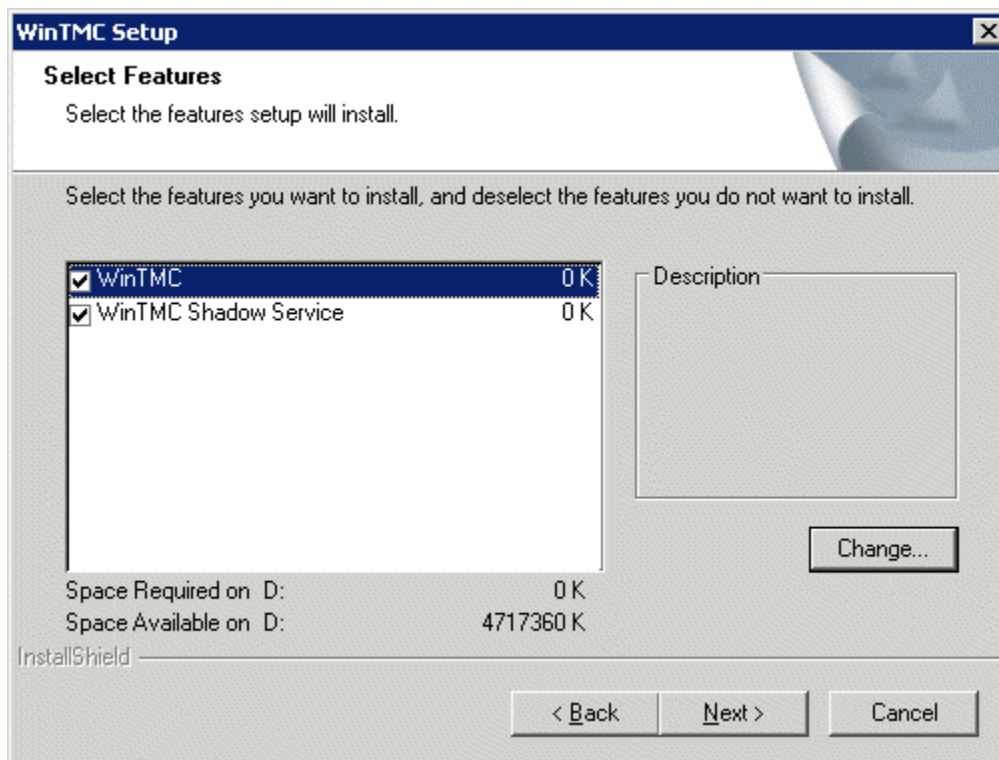 WinTMC Setup
Select Features
Select the features setup will install.
Select the features you want to install, and deselect the features you do not want to install.
WinTMC 0 K
WinTMC Shadow Service 0 K
Description
Change...
Space Required on D: 0 K
Space Available on D: 4717360 K
InstallShield
< Back Next > Cancel